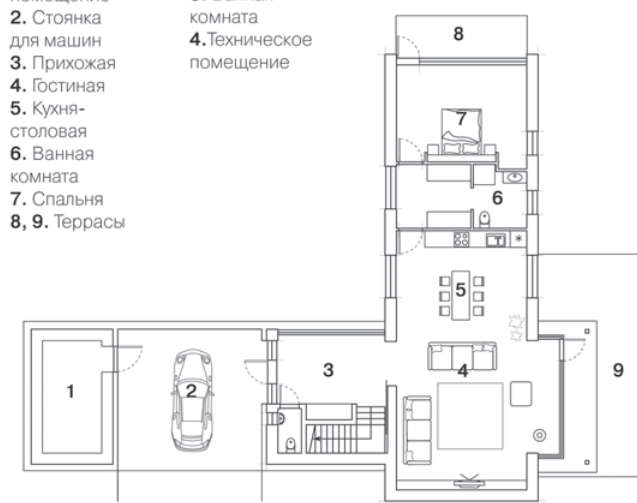 помещение
2. Стоянка
для машин
3. Прихожая
4. Гостиная
5. Кухня-
столовая
6. Ванная
комната
7. Спальня
8, 9. Террасы
комната
4.Техническое
помещение
8
7
6
5
3
4
9
1
2